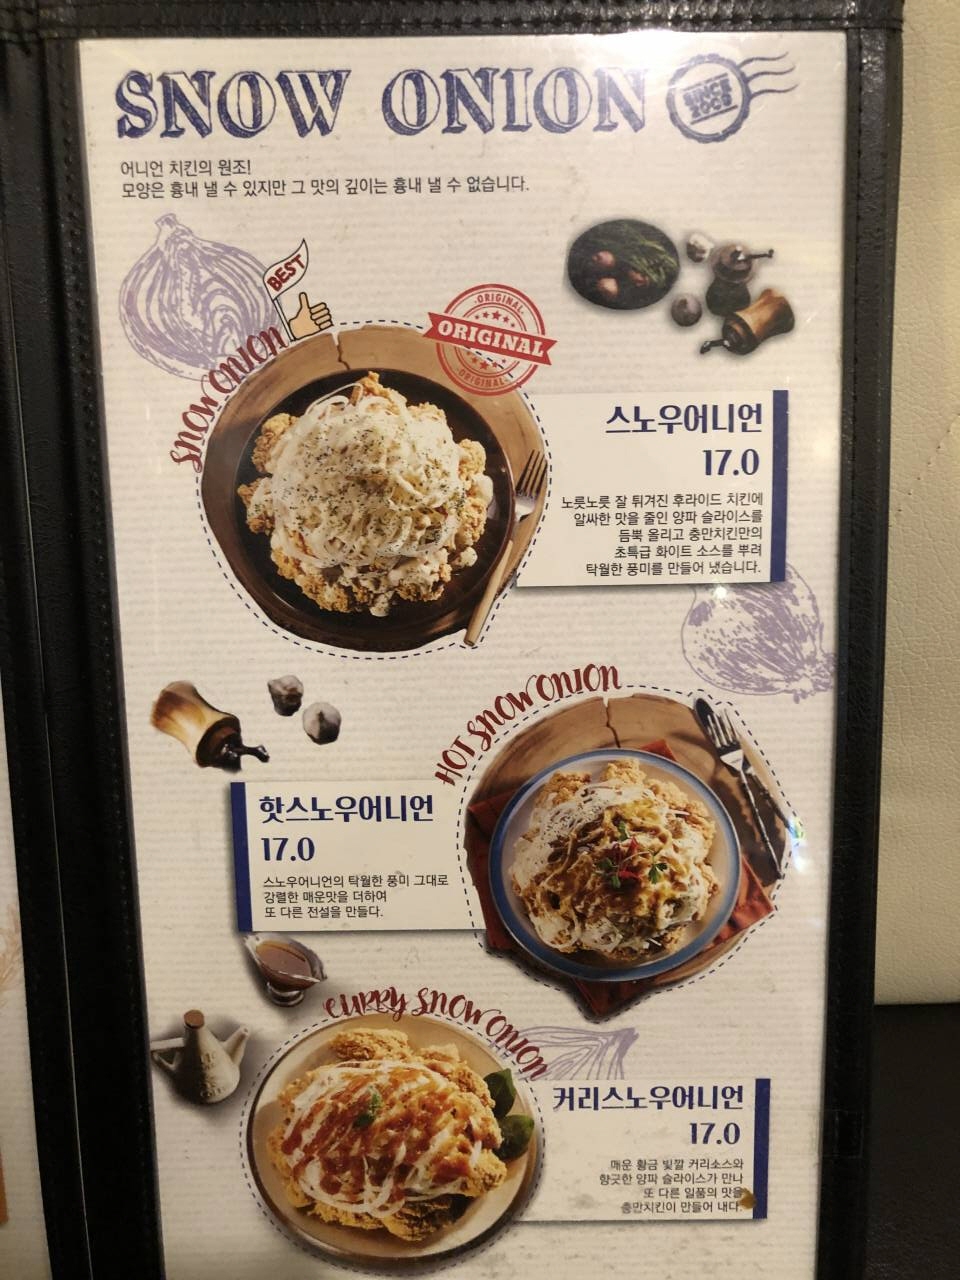 SNOW ONION
SINCE
어니언 치킨의 원조!
모양은 흉내 낼 수 있지만 그 맛의 깊이는 흉내 낼 수 없습니다.
BEST
SNOW ONION
·ORIGINAL·
ORIGINAL
·ORIGINAL·
스노우어니언
17.0
노릇노릇 잘 튀겨진 후라이드 치킨에
알싸한 맛을 줄인 양파 슬라이스를
듬뿍 올리고 충만치킨만의
초특급 화이트 소스를 뿌려
탁월한 풍미를 만들어 냈습니다.
HOT SNOW ONION
핫스노우어니언
17.0
스노우어니언의 탁월한 풍미 그대로
강렬한 매운맛을 더하여
또 다른 전설을 만들다.
CURRY SNOW ONION
커리스노우어니언
17.0
매운 황금 빛깔 커리소스와
향긋한 양파 슬라이스가 만나
또 다른 일품의 맛을
충만치킨이 만들어 내다.